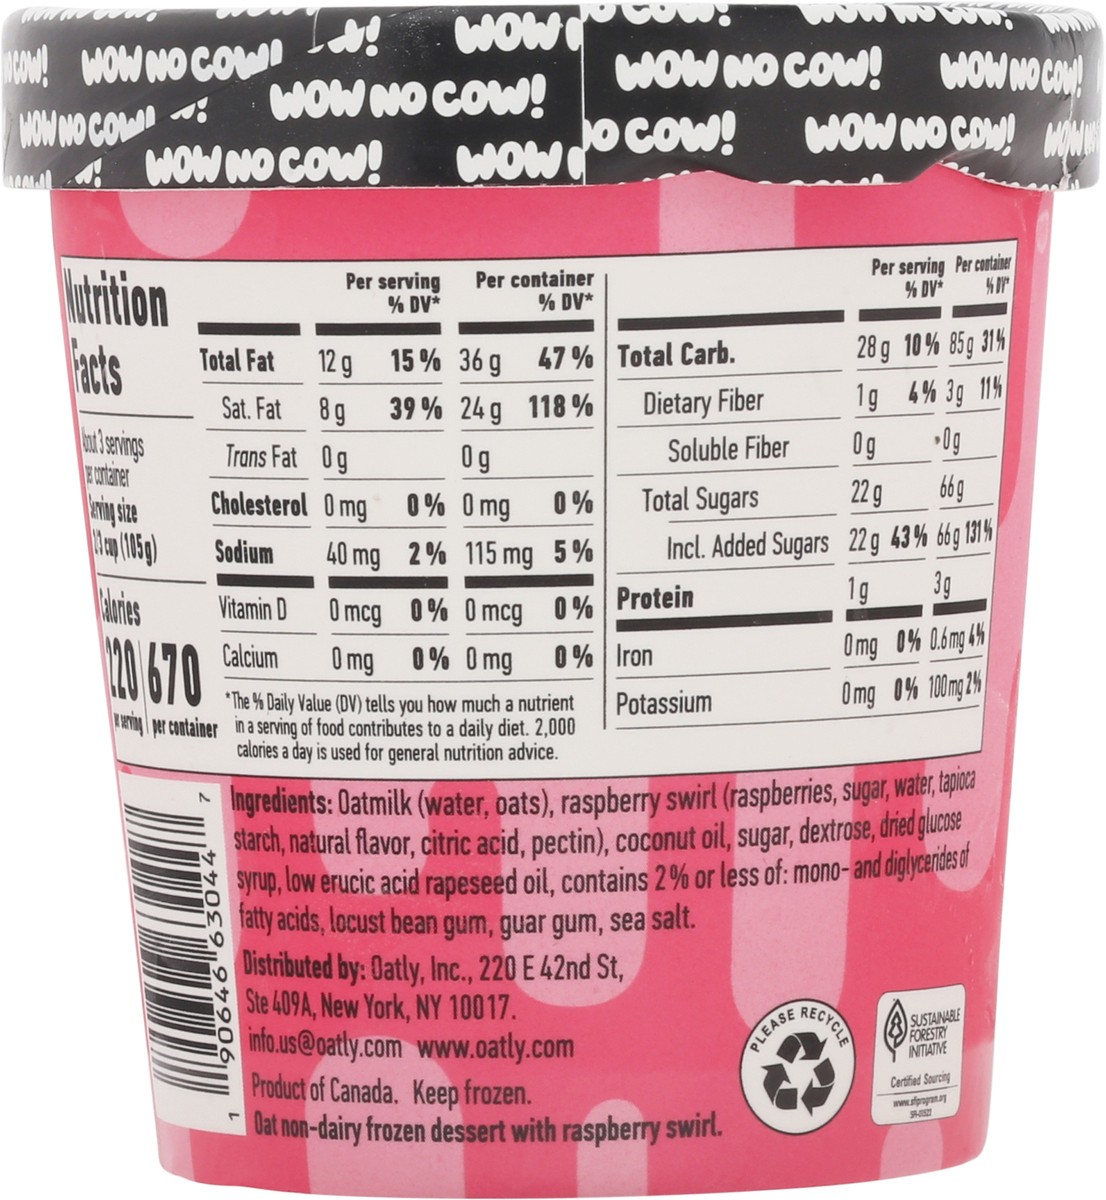 WOW NO COW! WOW NO COW! WOW NO COW!
WOW NO COW! WOW NO COW! WOW NO COW!
WOW NO COW!
Nutrition
Facts
About 3 servings
per container
Serving size
2/3 cup (105g)
Calories
220 670
per serving per container
Per serving Per container
% DV* % DV*
Total Fat 12 g 15 % 36 g 47 %
Sat. Fat 8 g 39 % 24 g 118 %
Trans Fat 0 g 0 g
Cholesterol 0 mg 0 % 0 mg 0 %
Sodium 40 mg 2 % 115 mg 5 %
Vitamin D 0 mcg 0 % 0 mcg 0 %
Calcium 0 mg 0 % 0 mg 0 %
*The % Daily Value (DV) tells you how much a nutrient
in a serving of food contributes to a daily diet. 2,000
calories a day is used for general nutrition advice.
Per serving Per container
% DV* % DV*
Total Carb. 28 g 10 % 85 g 31 %
Dietary Fiber 1 g 4 % 3 g 11 %
Soluble Fiber 0 g 0 g
Total Sugars 22 g 66 g
Incl. Added Sugars 22 g 43 % 66 g 131 %
Protein 1 g 3 g
Iron 0 mg 0 % 0.6 mg 4 %
Potassium 0 mg 0 % 100 mg 2 %
Ingredients: Oatmilk (water, oats), raspberry swirl (raspberries, sugar, water, tapioca
starch, natural flavor, citric acid, pectin), coconut oil, sugar, dextrose, dried glucose
syrup, low erucic acid rapeseed oil, contains 2 % or less of: mono- and diglycerides of
fatty acids, locust bean gum, guar gum, sea salt.
Distributed by: Oatly, Inc., 220 E 42nd St,
Ste 409A, New York, NY 10017.
info.us@oatly.com www.oatly.com
Product of Canada. Keep frozen.
Oat non-dairy frozen dessert with raspberry swirl.
1 90646 63044 7
PLEASE RECYCLE
SUSTAINABLE
FORESTRY
INITIATIVE
Certified Sourcing
www.sfiprogram.org
SFI-01522